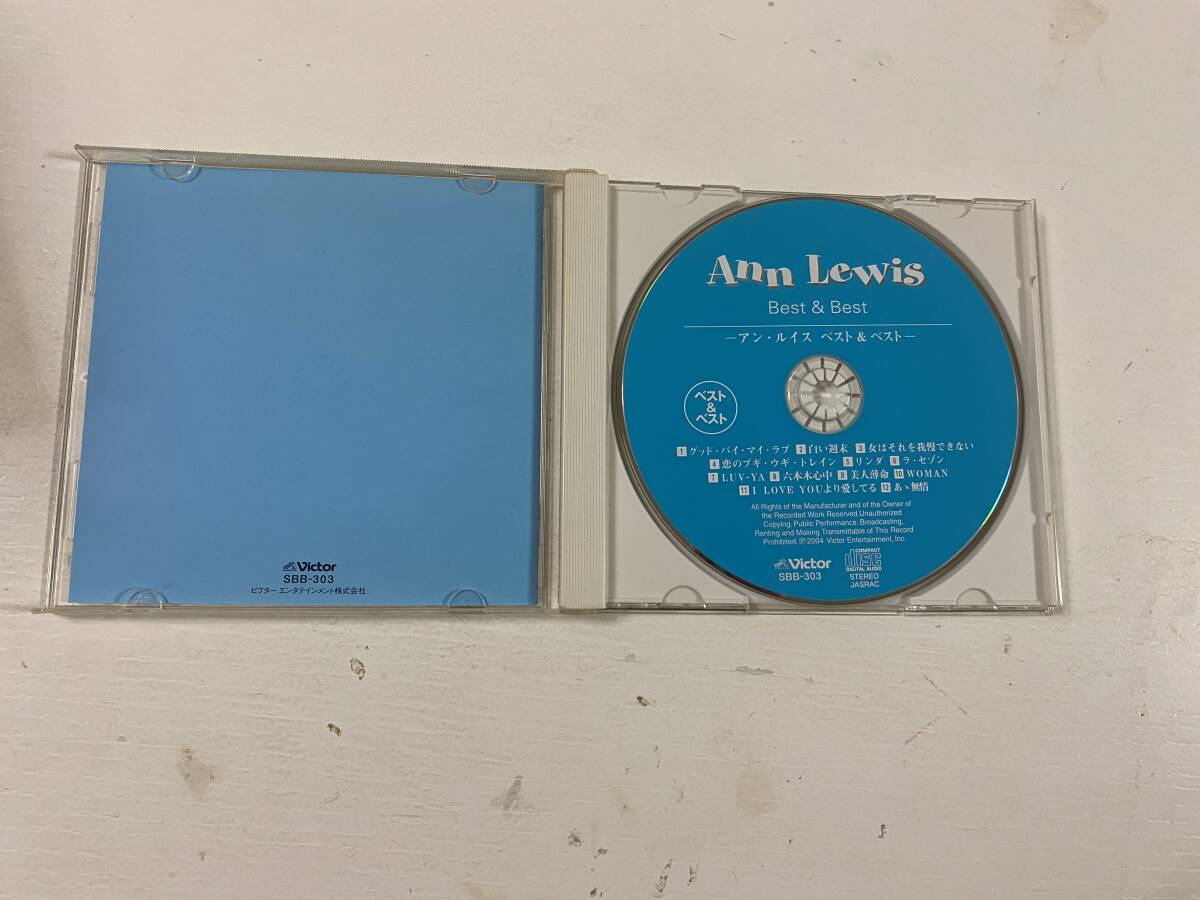 Victor
SBB-303
ビクター エンタテインメント株式会社
Ann Lewis
Best & Best
—アン・ルイス ベスト&ベスト—
ベスト
&
ベスト
1 グッド・バイ・マイ・ラブ 2 白い週末 3 女はそれを我慢できない
4 恋のブギ・ウギ・トレイン 5 リンダ 6 ラ・セゾン
7 LUV-YA 8 六本木心中 9 美人薄命 10 WOMAN
11 I LOVE YOUより愛してる 12 あゝ無情
All Rights of the Manufacturer and of the Owner of
the Recorded Work Reserved.Unauthorized
Copying, Public Performance, Broadcasting,
Renting and Making Transmittable of This Record
Prohibited. ℗2004 Victor Entertainment, Inc.
Victor
SBB-303
COMPACT
disc
DIGITAL AUDIO
STEREO
JASRAC